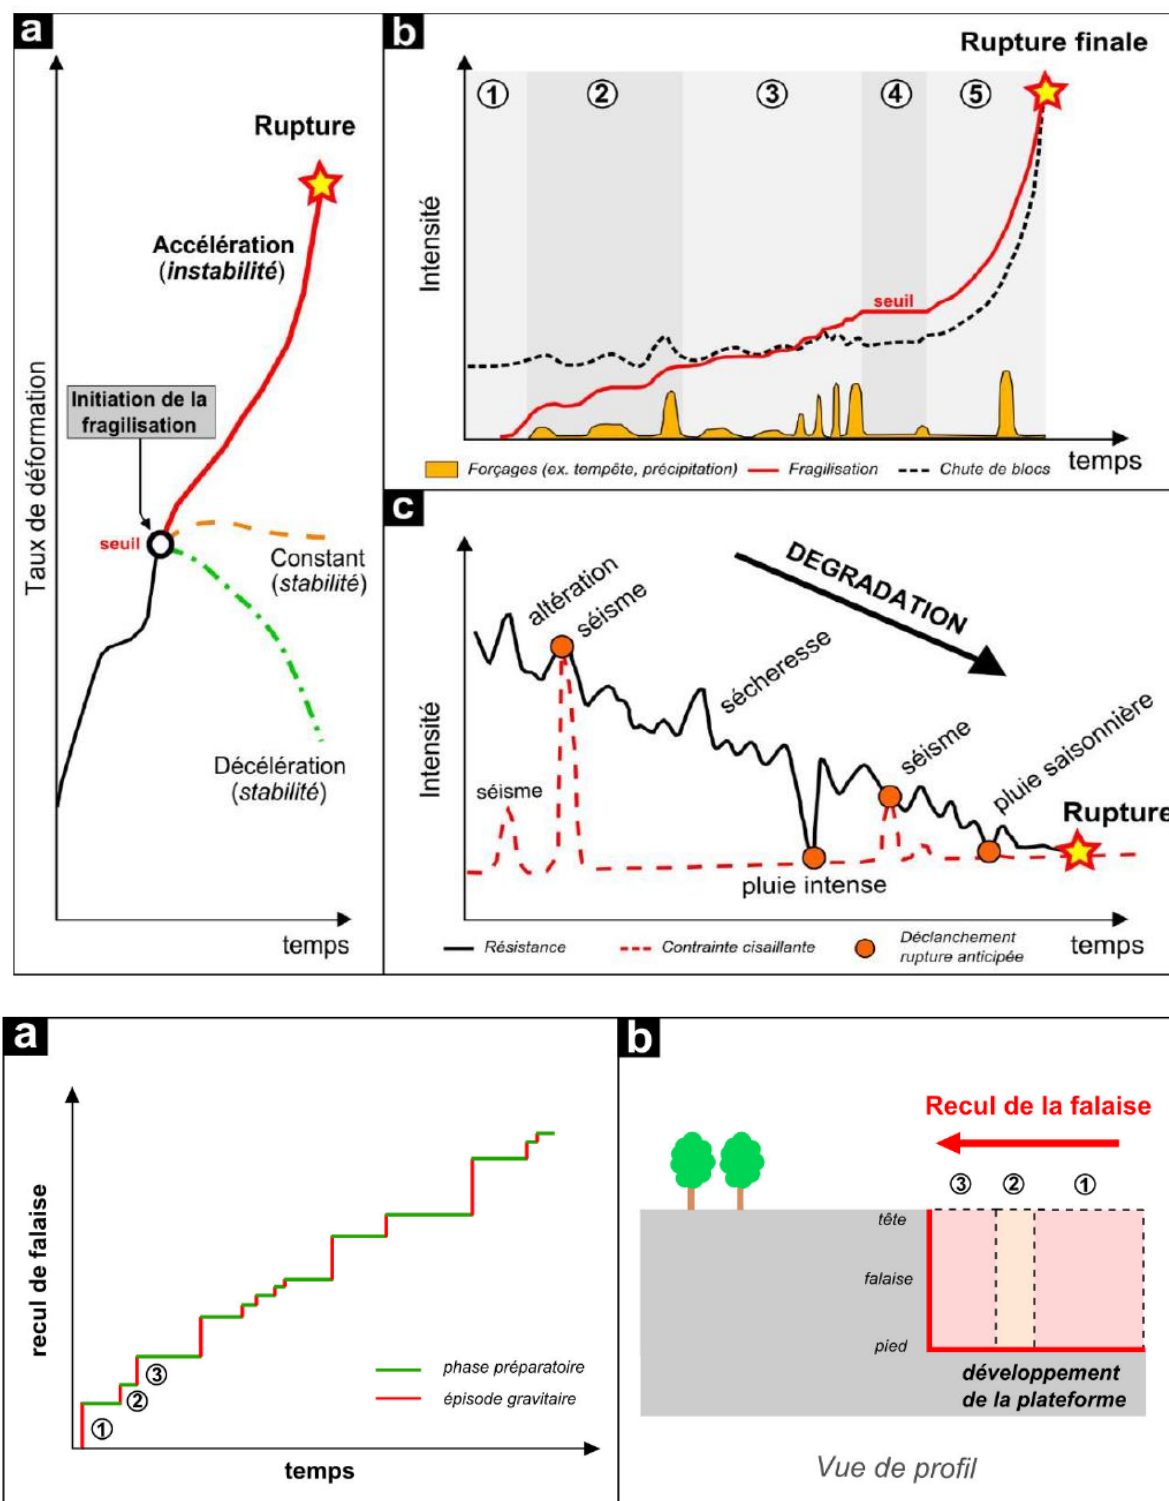 a
Rupture
Accélération
(instabilité)
Taux de déformation
Initiation de la
fragilisation
seuil
Constant
(stabilité)
Décélération
(stabilité)
temps
b
Rupture finale
① ② ③ ④ ⑤
Intensité
seuil
temps
Forçages (ex. tempête, précipitation) Fragilisation Chute de blocs
c
DEGRADATION
altération
séisme
sécheresse
Intensité
séisme
séisme
pluie saisonnière
Rupture
pluie intense
temps
Résistance Contrainte cisaillante Déclanchement
rupture anticipée
a
recul de falaise
③
②
①
phase préparatoire
épisode gravitaire
temps
b
Recul de la falaise
③ ② ①
tête
falaise
pied
développement
de la plateforme
Vue de profil